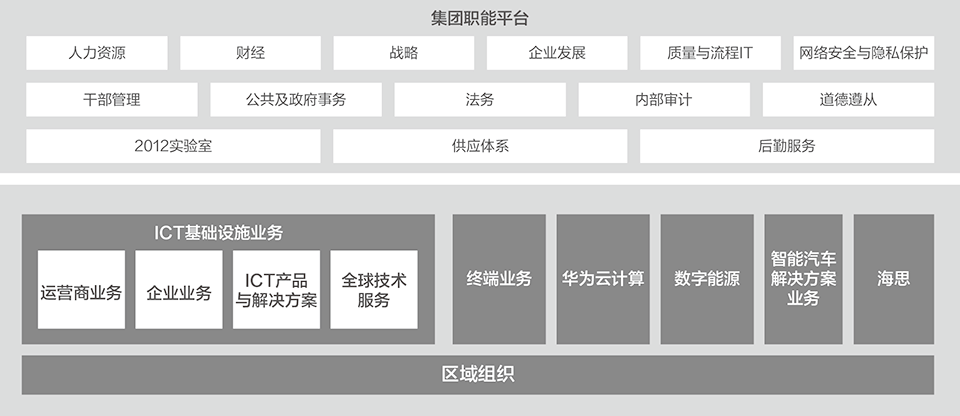 集团职能平台
人力资源
财经
战略
企业发展
质量与流程IT
网络安全与隐私保护
干部管理
公共及政府事务
法务
内部审计
道德遵从
2012实验室
供应体系
后勤服务
ICT基础设施业务
运营商业务
企业业务
ICT产品
与解决方案
全球技术
服务
终端业务
华为云计算
数字能源
智能汽车
解决方案
业务
海思
区域组织